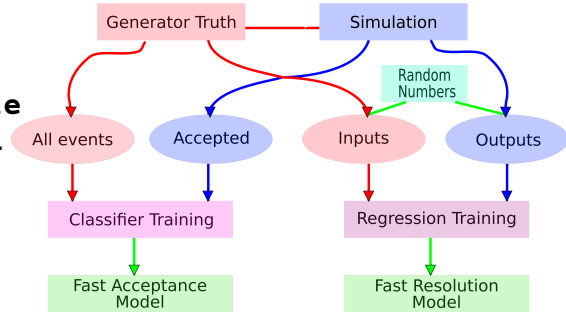 Generator Truth
Simulation
Random
Numbers
e
All events
Accepted
Inputs
Outputs
Classifier Training
Regression Training
Fast Acceptance
Model
Fast Resolution
Model